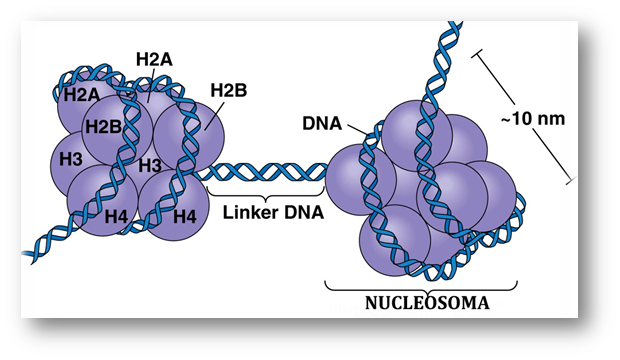 H2A
H2A
H2B
H2B
H3
H3
H4
H4
Linker DNA
DNA
~10 nm
NUCLEOSOMA